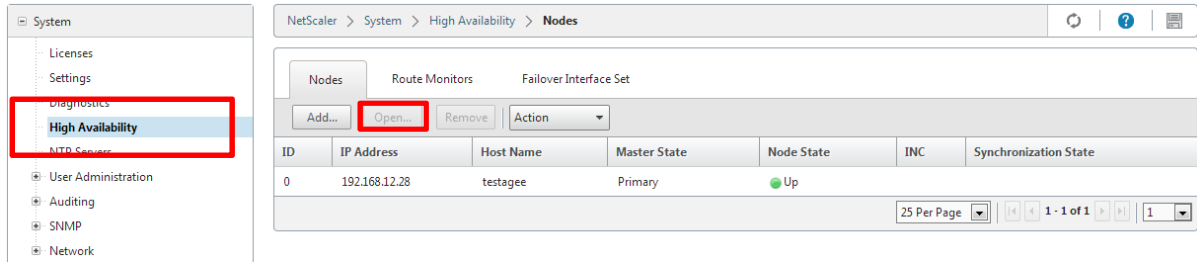 System
Licenses
Settings
Diagnostics
High Availability
NTP Servers
User Administration
Auditing
SNMP
Network
NetScaler > System > High Availability > Nodes
?
Nodes Route Monitors Failover Interface Set
Add... Open... Remove Action
ID IP Address Host Name Master State Node State INC Synchronization State
0 192.168.12.28 testagee Primary Up
25 Per Page 1 - 1 of 1 1